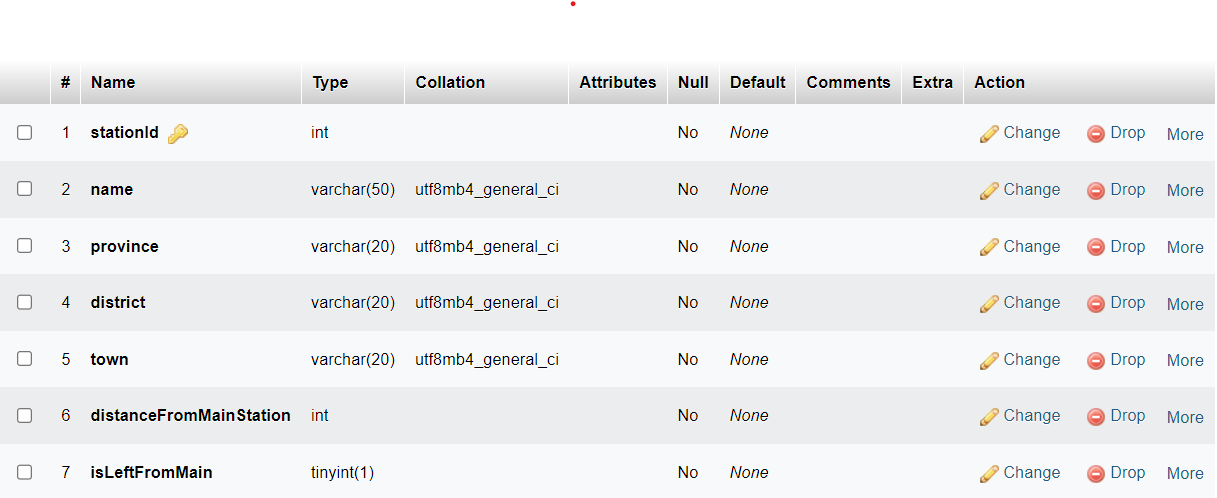 # Name Type Collation Attributes Null Default Comments Extra Action
1 stationId int No None Change Drop More
2 name varchar(50) utf8mb4_general_ci No None Change Drop More
3 province varchar(20) utf8mb4_general_ci No None Change Drop More
4 district varchar(20) utf8mb4_general_ci No None Change Drop More
5 town varchar(20) utf8mb4_general_ci No None Change Drop More
6 distanceFromMainStation int No None Change Drop More
7 isLeftFromMain tinyint(1) No None Change Drop More